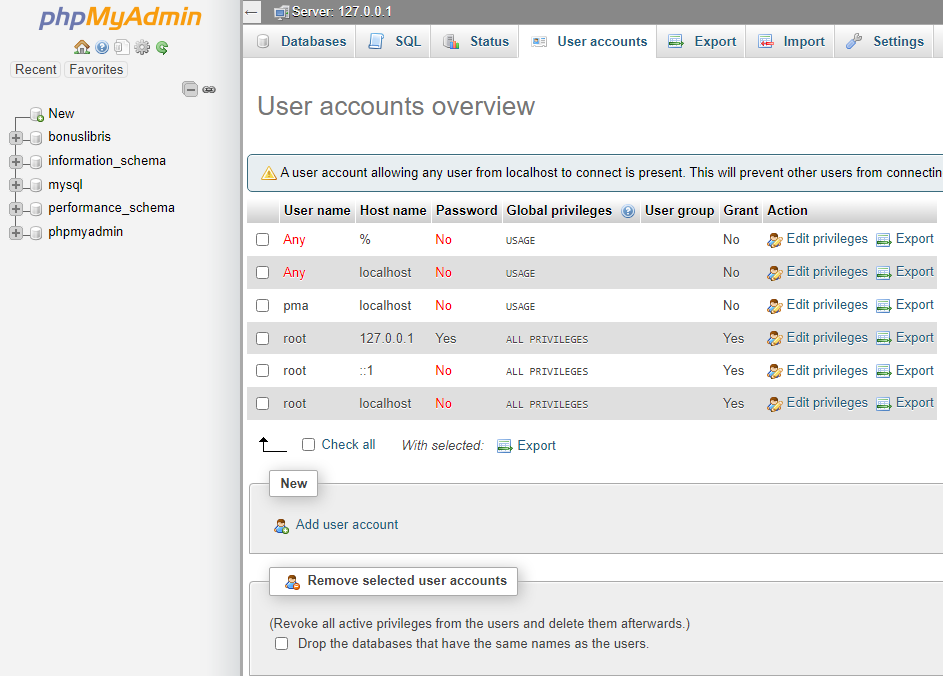 phpMyAdmin
Recent Favorites
New
bonuslibris
information_schema
mysql
performance_schema
phpmyadmin
Server: 127.0.0.1
Databases SQL Status User accounts Export Import Settings
User accounts overview
A user account allowing any user from localhost to connect is present. This will prevent other users from connectin
User name Host name Password Global privileges User group Grant Action
Any % No USAGE No Edit privileges Export
Any localhost No USAGE No Edit privileges Export
pma localhost No USAGE No Edit privileges Export
root 127.0.0.1 Yes ALL PRIVILEGES Yes Edit privileges Export
root ::1 No ALL PRIVILEGES Yes Edit privileges Export
root localhost No ALL PRIVILEGES Yes Edit privileges Export
Check all With selected: Export
New
Add user account
Remove selected user accounts
(Revoke all active privileges from the users and delete them afterwards.)
Drop the databases that have the same names as the users.